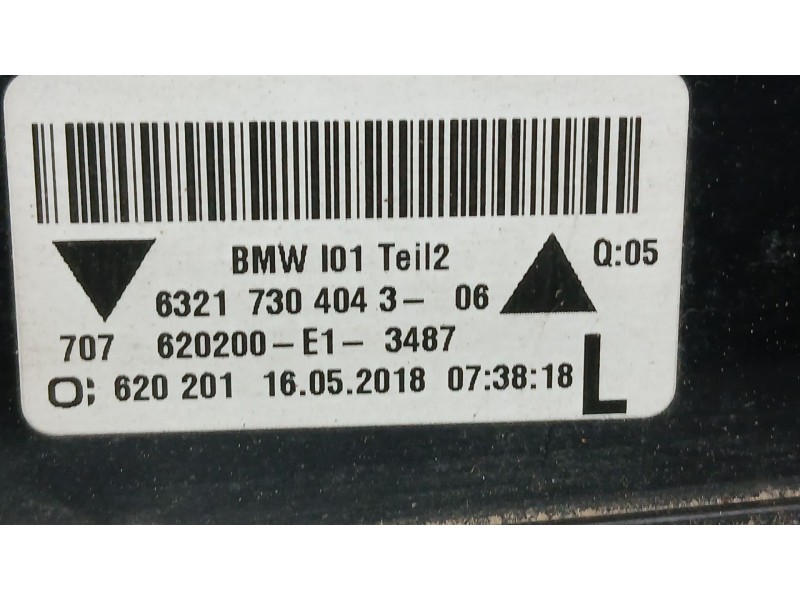 BMW I01 Teil2 Q:05
6321 730 404 3- 06
707 620200-E1- 3487
O; 620 201 16.05.2018 07:38:18 L